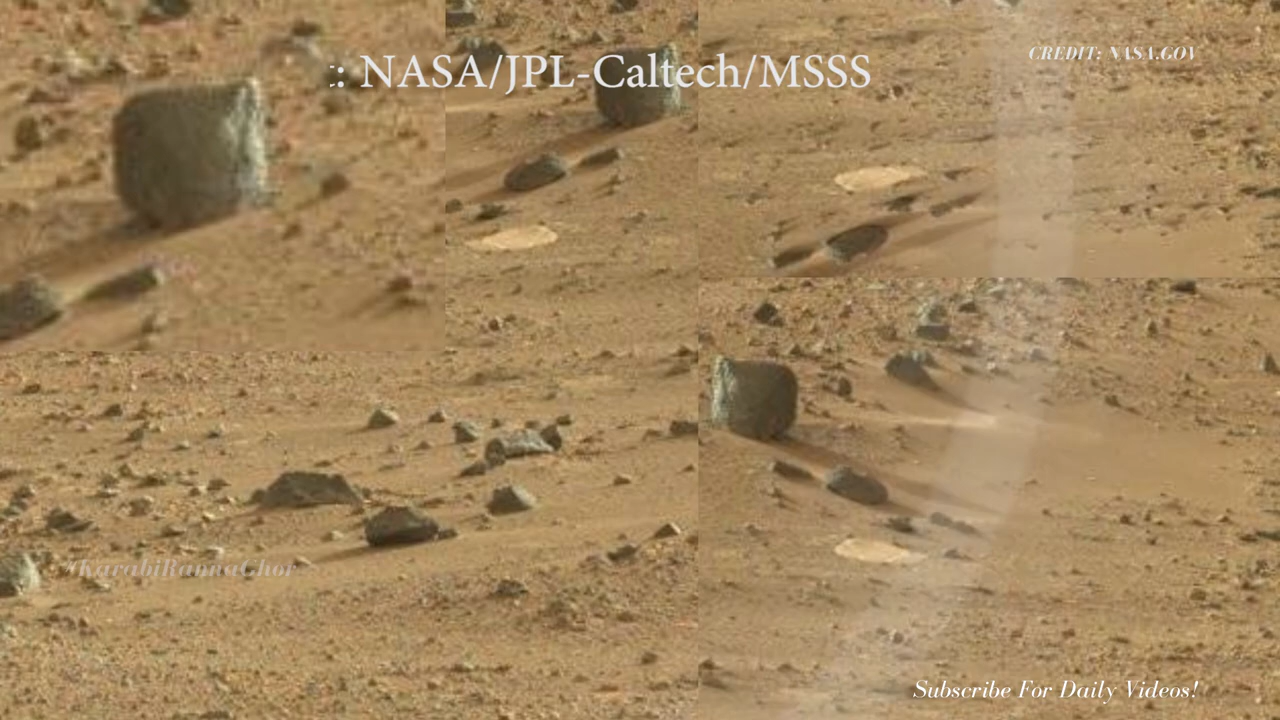 : NASA/JPL-Caltech/MSSS
CREDIT: NASA.GOV
#KarabiRannaGhor
Subscribe For Daily Videos!